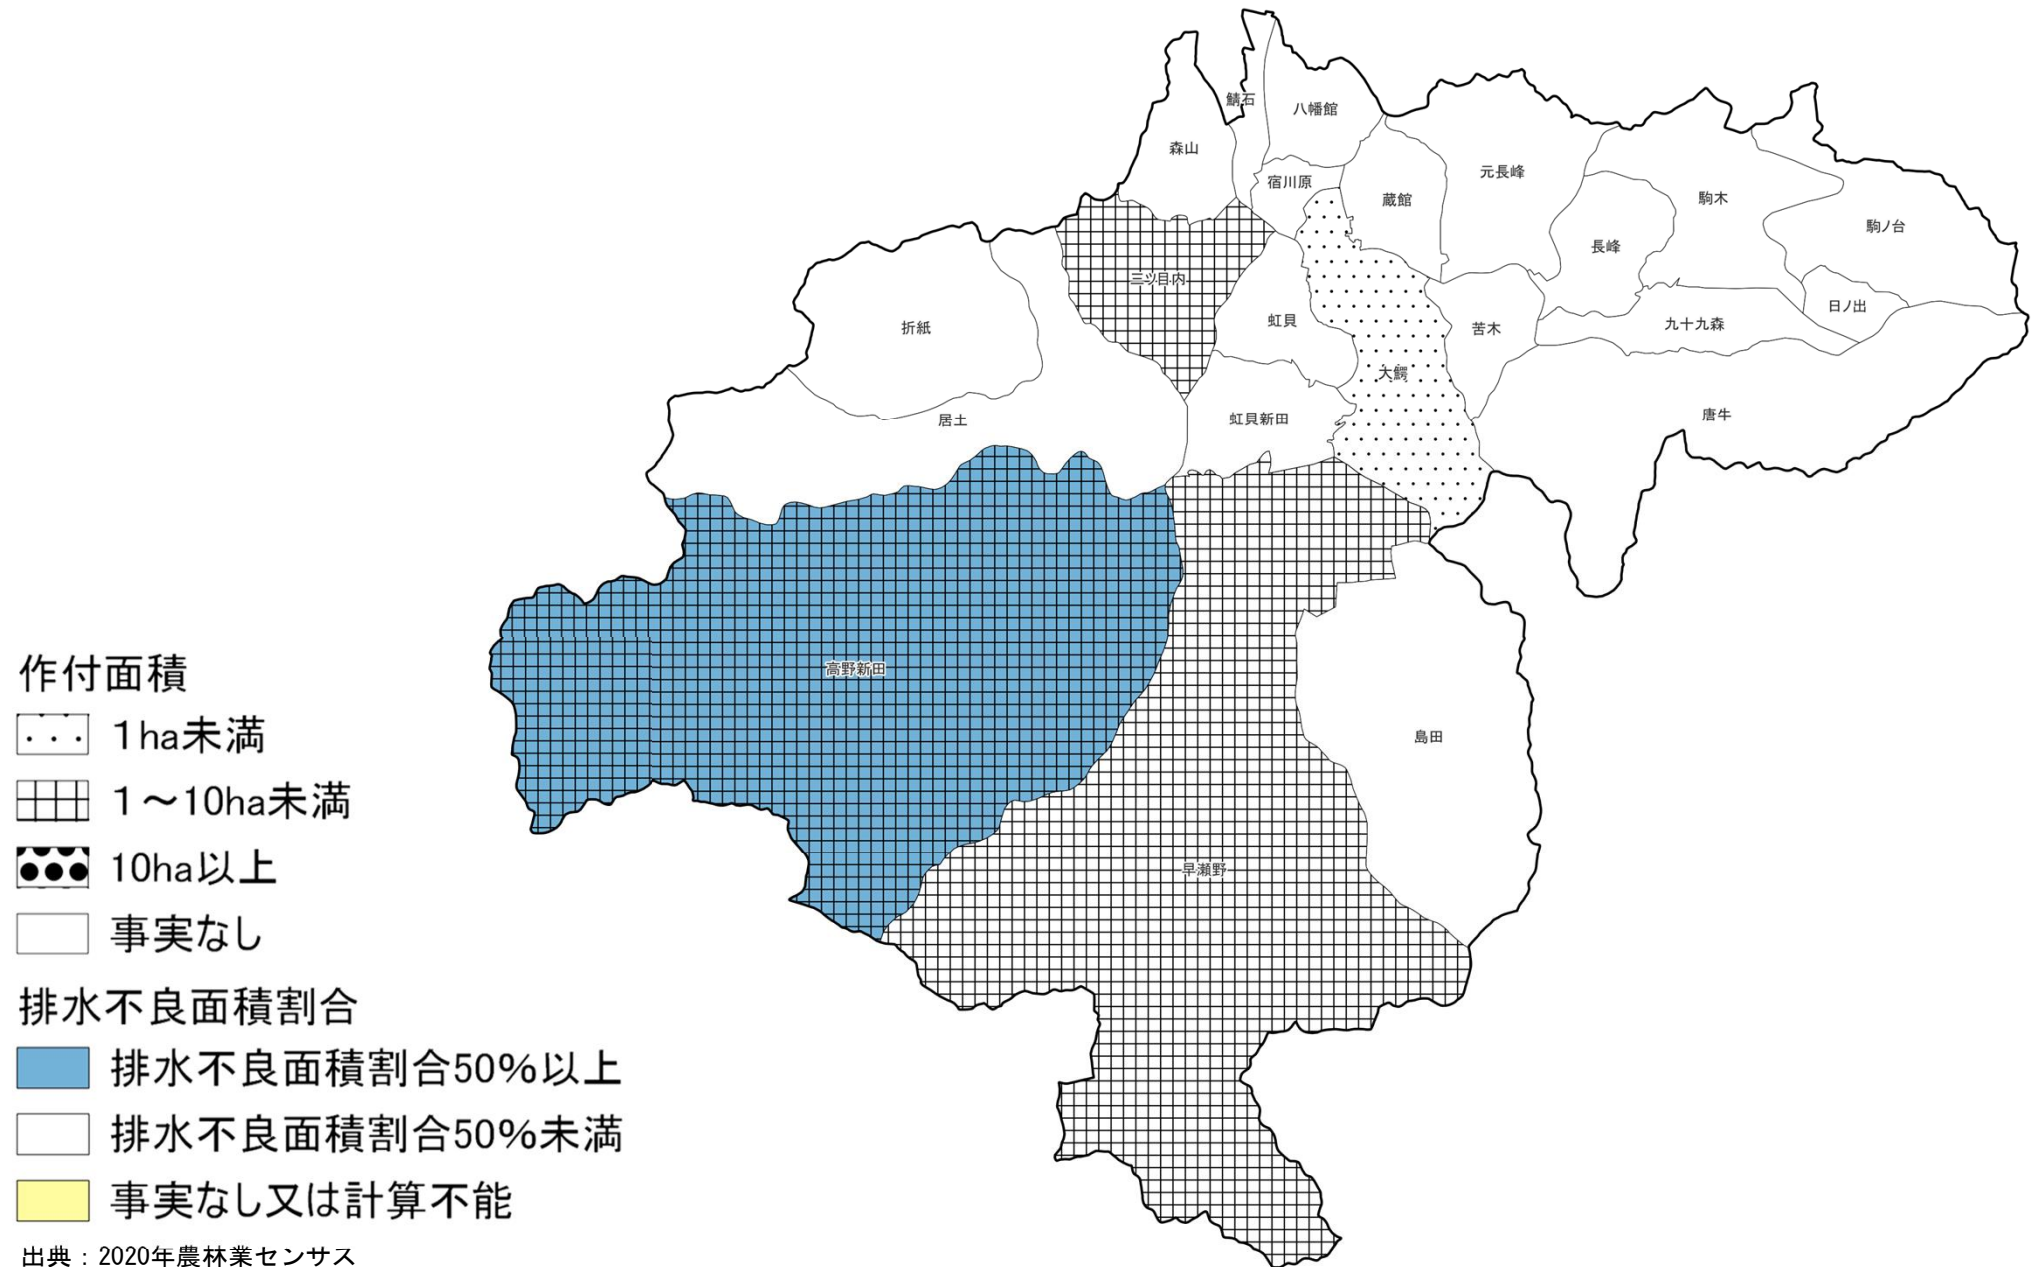 鯖石
八幡館
森山
元長峰
宿川原
蔵館
駒木
駒ノ台
長峰
三ツ目内
日ノ出
虹貝
九十九森
折紙
苦木
大鰐
唐牛
居土
虹貝新田
高野新田
島田
早瀬野
作付面積
1ha未満
1～10ha未満
10ha以上
事実なし
排水不良面積割合
排水不良面積割合50%以上
排水不良面積割合50%未満
事実なし又は計算不能
出典：2020年農林業センサス